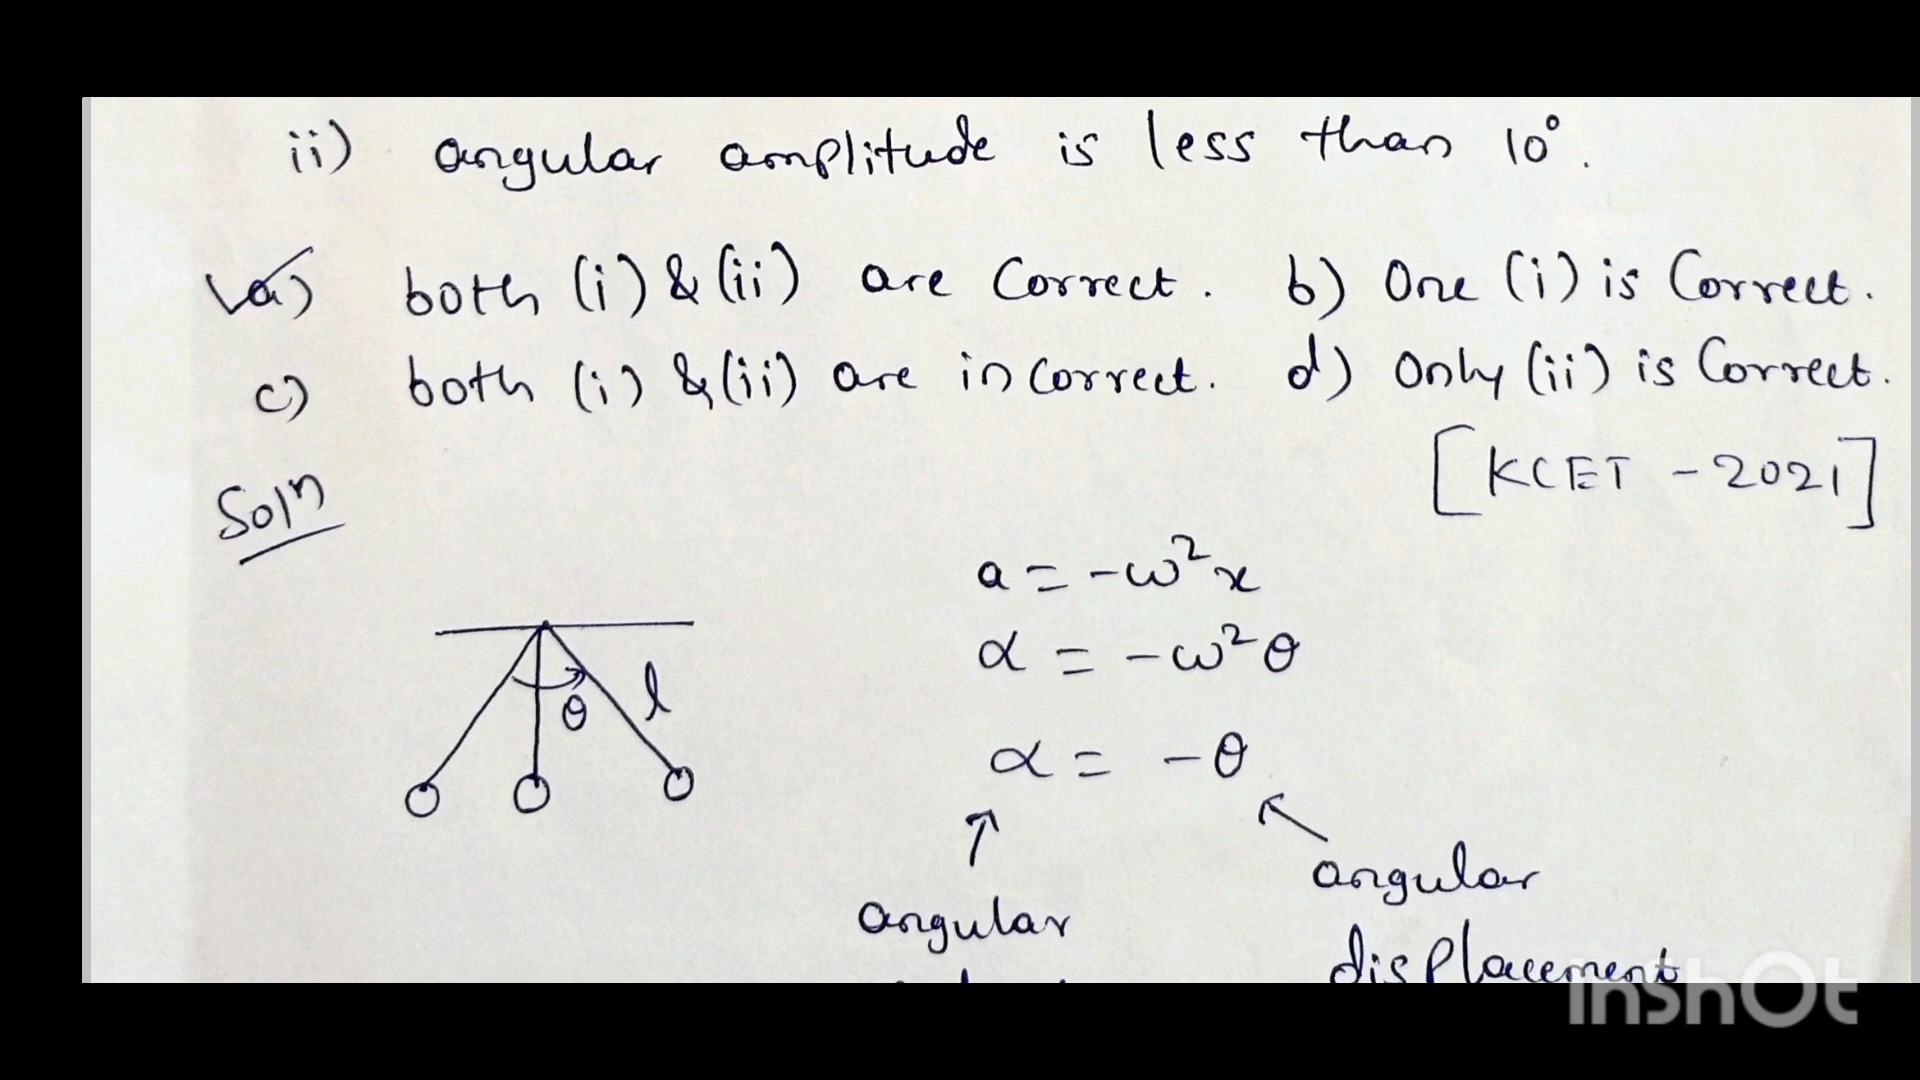 ii) angular amplitude is less than 10°.
a) both (i) & (ii) are Correct. b) One (i) is Correct.
c) both (i) & (ii) are incorrect. d) Only (ii) is Correct.
[KCET - 2021]
Soln
a = -ω²x
α = -ω²θ
θ l
α = -θ
angular
angular
displacement
InShOt